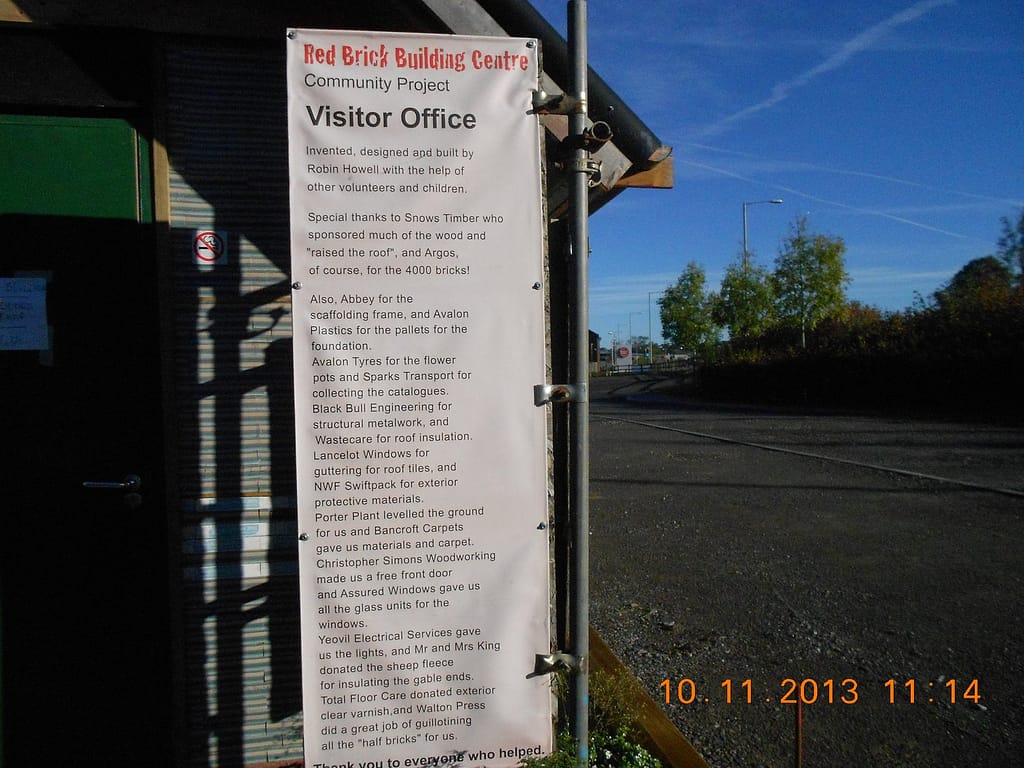 Red Brick Building Centre
Community Project
Visitor Office
Invented, designed and built by
Robin Howell with the help of
other volunteers and children.
Special thanks to Snows Timber who
sponsored much of the wood and
"raised the roof", and Argos,
of course, for the 4000 bricks!
Also, Abbey for the
scaffolding frame, and Avalon
Plastics for the pallets for the
foundation.
Avalon Tyres for the flower
pots and Sparks Transport for
collecting the catalogues.
Black Bull Engineering for
structural metalwork, and
Wastecare for roof insulation.
Lancelot Windows for
guttering for roof tiles, and
NWF Swiftpack for exterior
protective materials.
Porter Plant levelled the ground
for us and Bancroft Carpets
gave us materials and carpet.
Christopher Simons Woodworking
made us a free front door
and Assured Windows gave us
all the glass units for the
windows.
Yeovil Electrical Services gave
us the lights, and Mr and Mrs King
donated the sheep fleece
for insulating the gable ends.
Total Floor Care donated exterior
clear varnish,and Walton Press
did a great job of guillotining
all the "half bricks" for us.
Thank you to everyone who helped.
10.11.2013 11:14